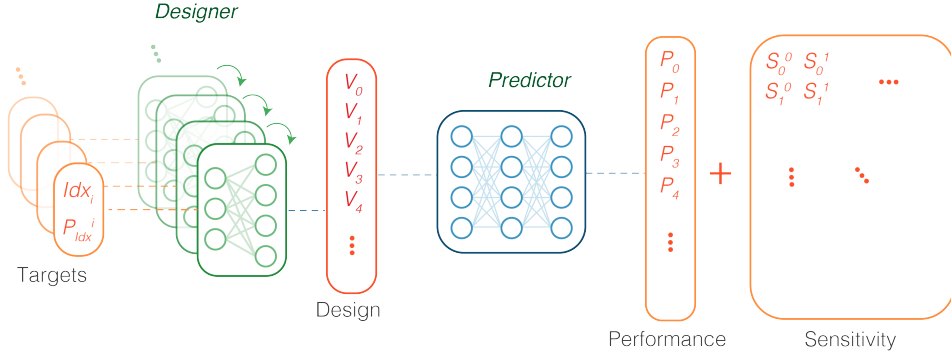 Designer
Idxᵢ
P_Idx^i
Targets
V₀
V₁
V₂
V₃
V₄
Design
Predictor
P₀
P₁
P₂
P₃
P₄
Performance
+
S₀⁰ S₀¹ ...
S₁⁰ S₁¹
Sensitivity